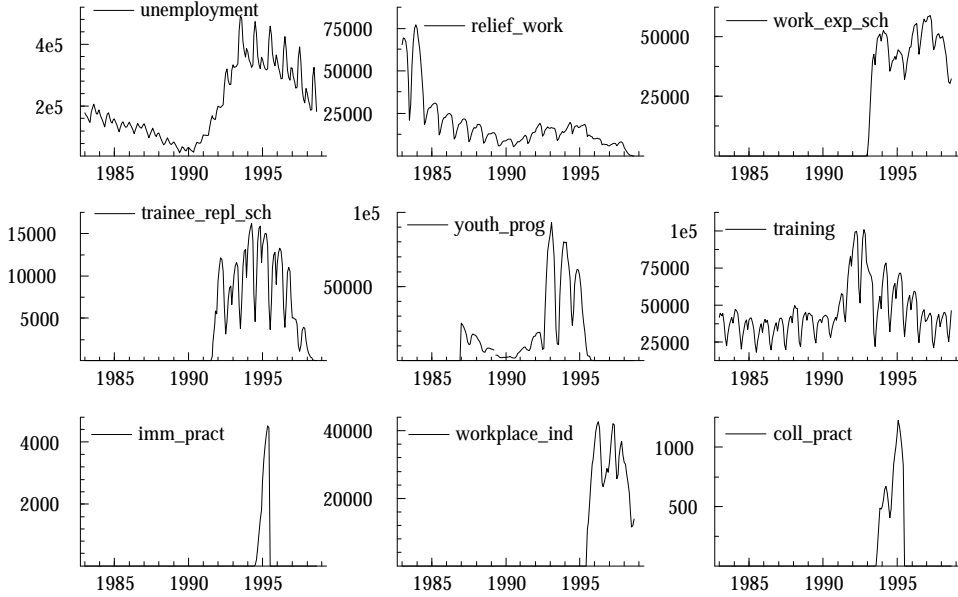 unemployment
4e5
2e5
1985 1990 1995
relief_work
75000
50000
25000
1985 1990 1995
work_exp_sch
50000
25000
1985 1990 1995
trainee_repl_sch
15000
10000
5000
1985 1990 1995
youth_prog
1e5
50000
1985 1990 1995
training
1e5
75000
50000
25000
1985 1990 1995
imm_pract
4000
2000
1985 1990 1995
workplace_ind
40000
20000
1985 1990 1995
coll_pract
1000
500
1985 1990 1995